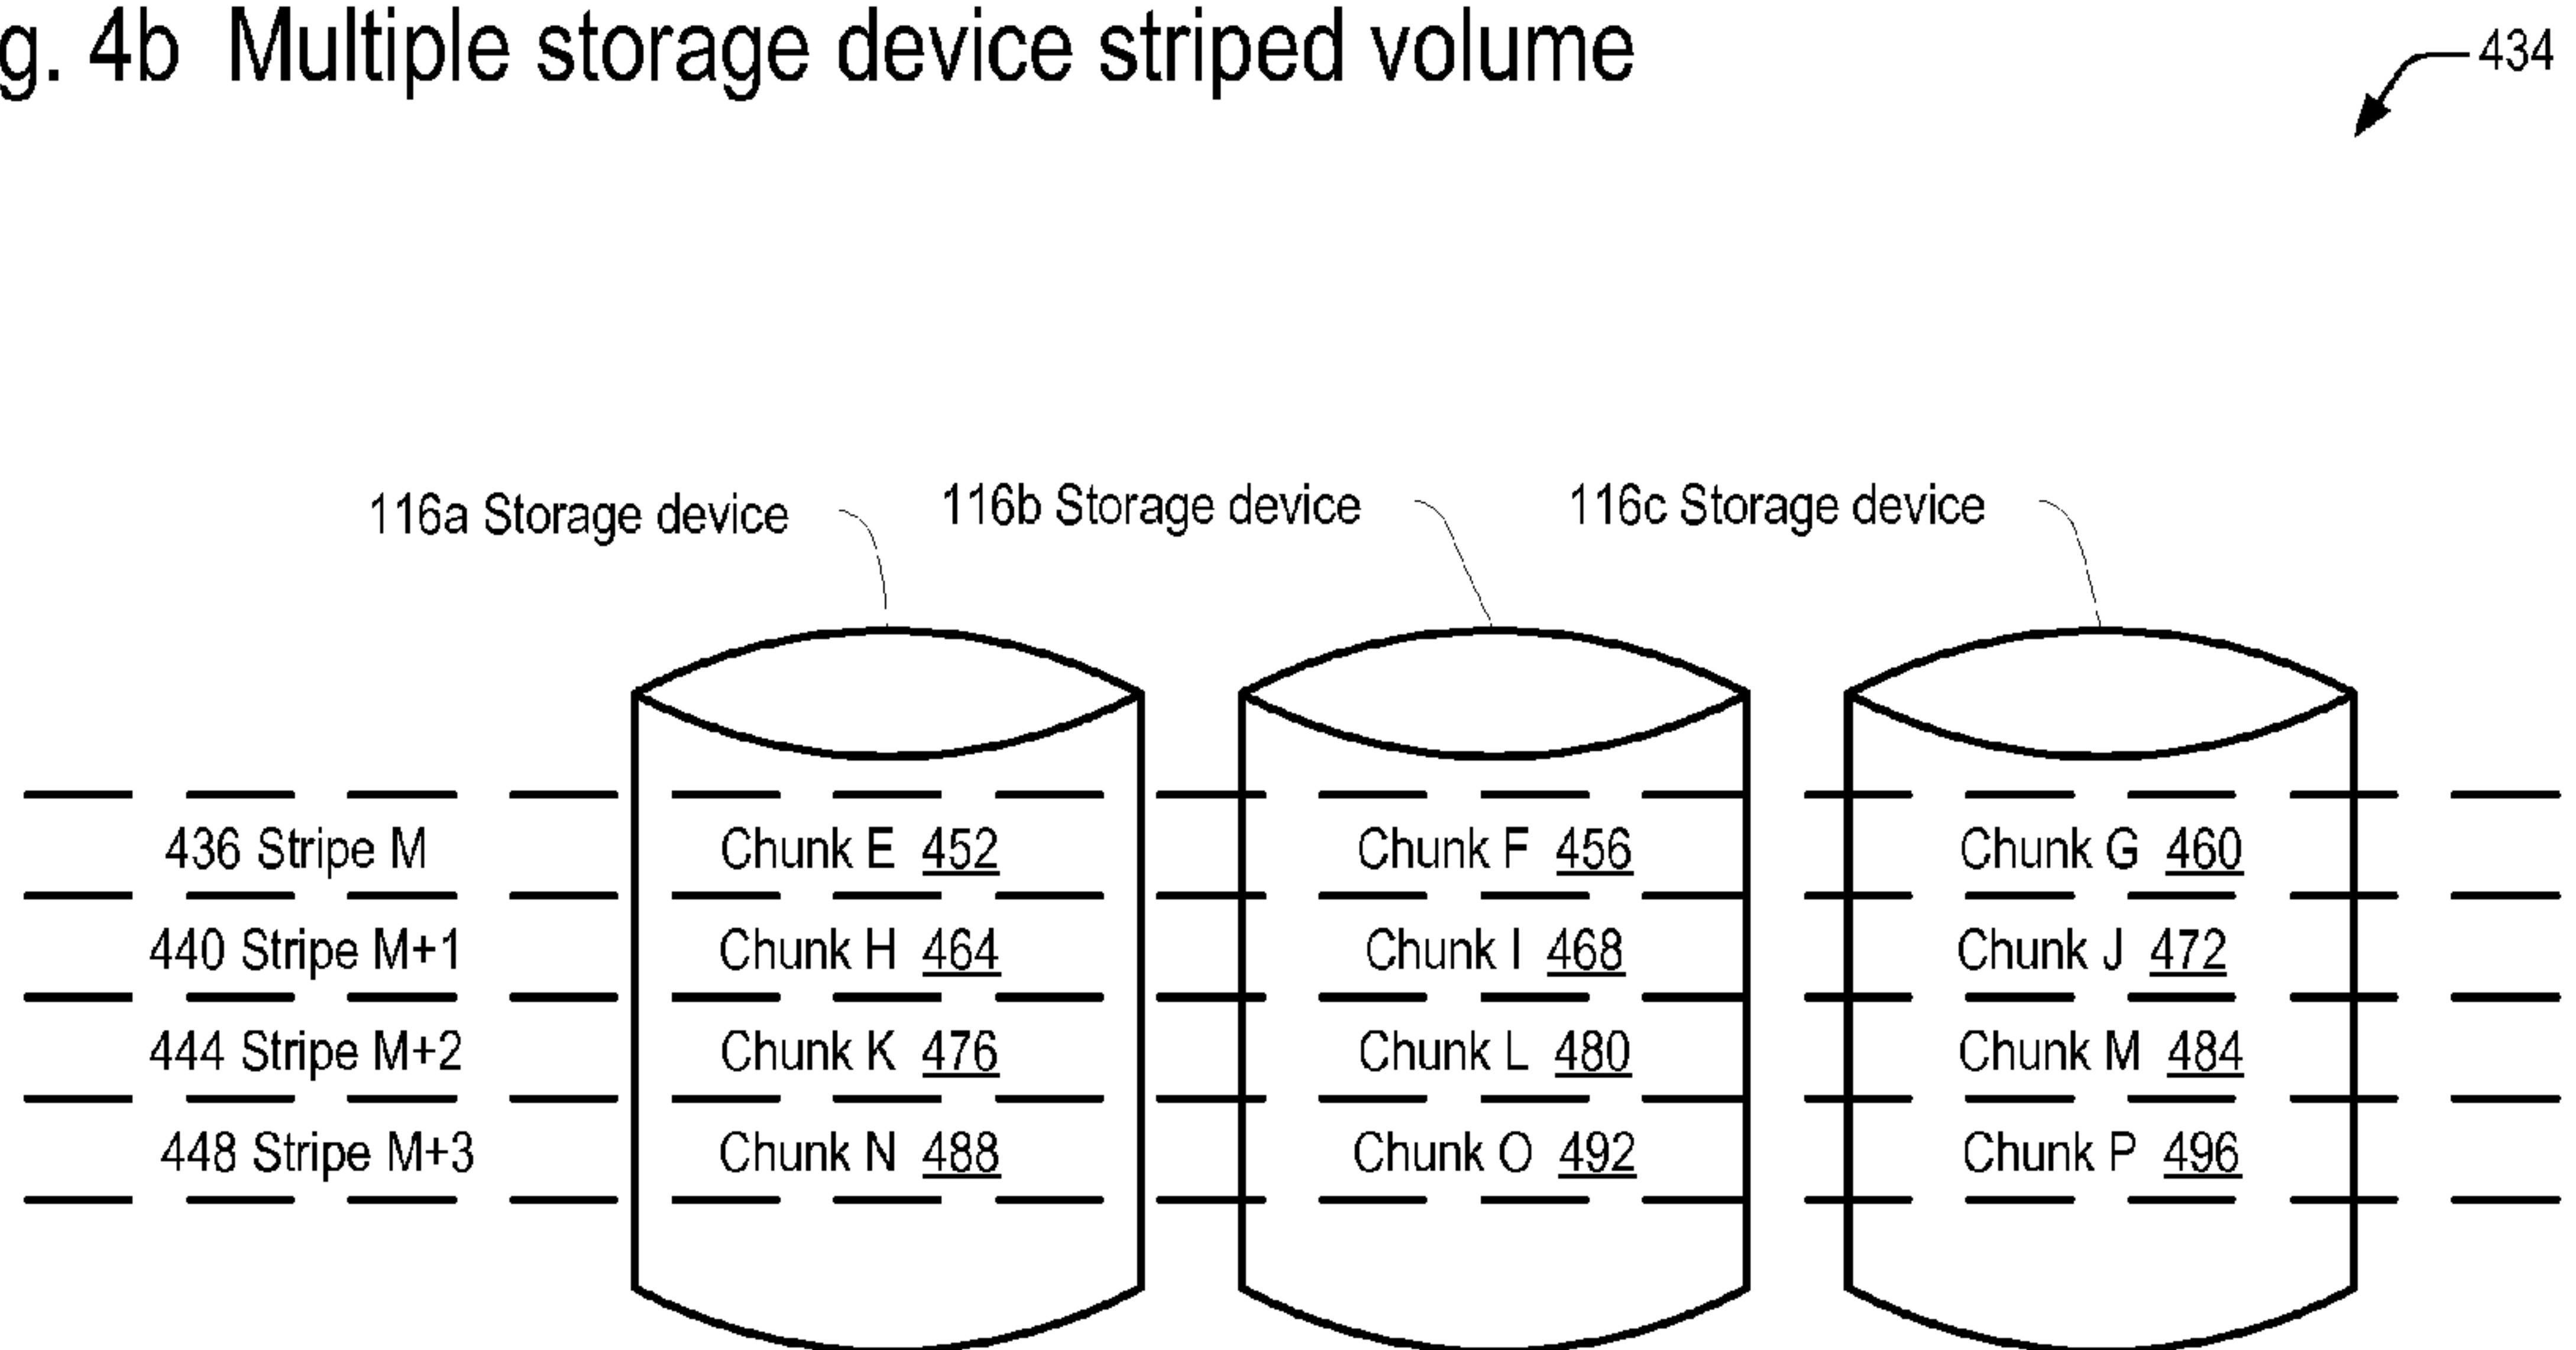 g. 4b Multiple storage device striped volume
434
116a Storage device 116b Storage device 116c Storage device
436 Stripe M Chunk E 452 Chunk F 456 Chunk G 460
440 Stripe M+1 Chunk H 464 Chunk I 468 Chunk J 472
444 Stripe M+2 Chunk K 476 Chunk L 480 Chunk M 484
448 Stripe M+3 Chunk N 488 Chunk O 492 Chunk P 496